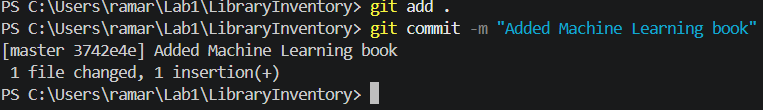 PS C:\Users\ramar\Lab1\LibraryInventory> git add .
PS C:\Users\ramar\Lab1\LibraryInventory> git commit -m "Added Machine Learning book"
[master 3742e4e] Added Machine Learning book
 1 file changed, 1 insertion(+)
PS C:\Users\ramar\Lab1\LibraryInventory>